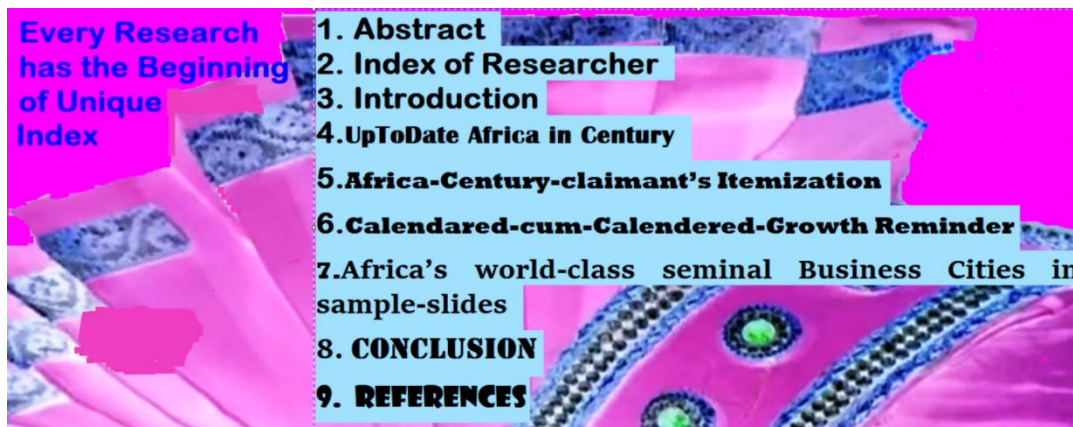 Every Research
has the Beginning
of Unique
Index
1. Abstract
2. Index of Researcher
3. Introduction
4.UpToDate Africa in Century
5.Africa-Century-claimant's Itemization
6.Calendared-cum-Calendered-Growth Reminder
7.Africa's world-class seminal Business Cities in
sample-slides
8. CONCLUSION
9. REFERENCES